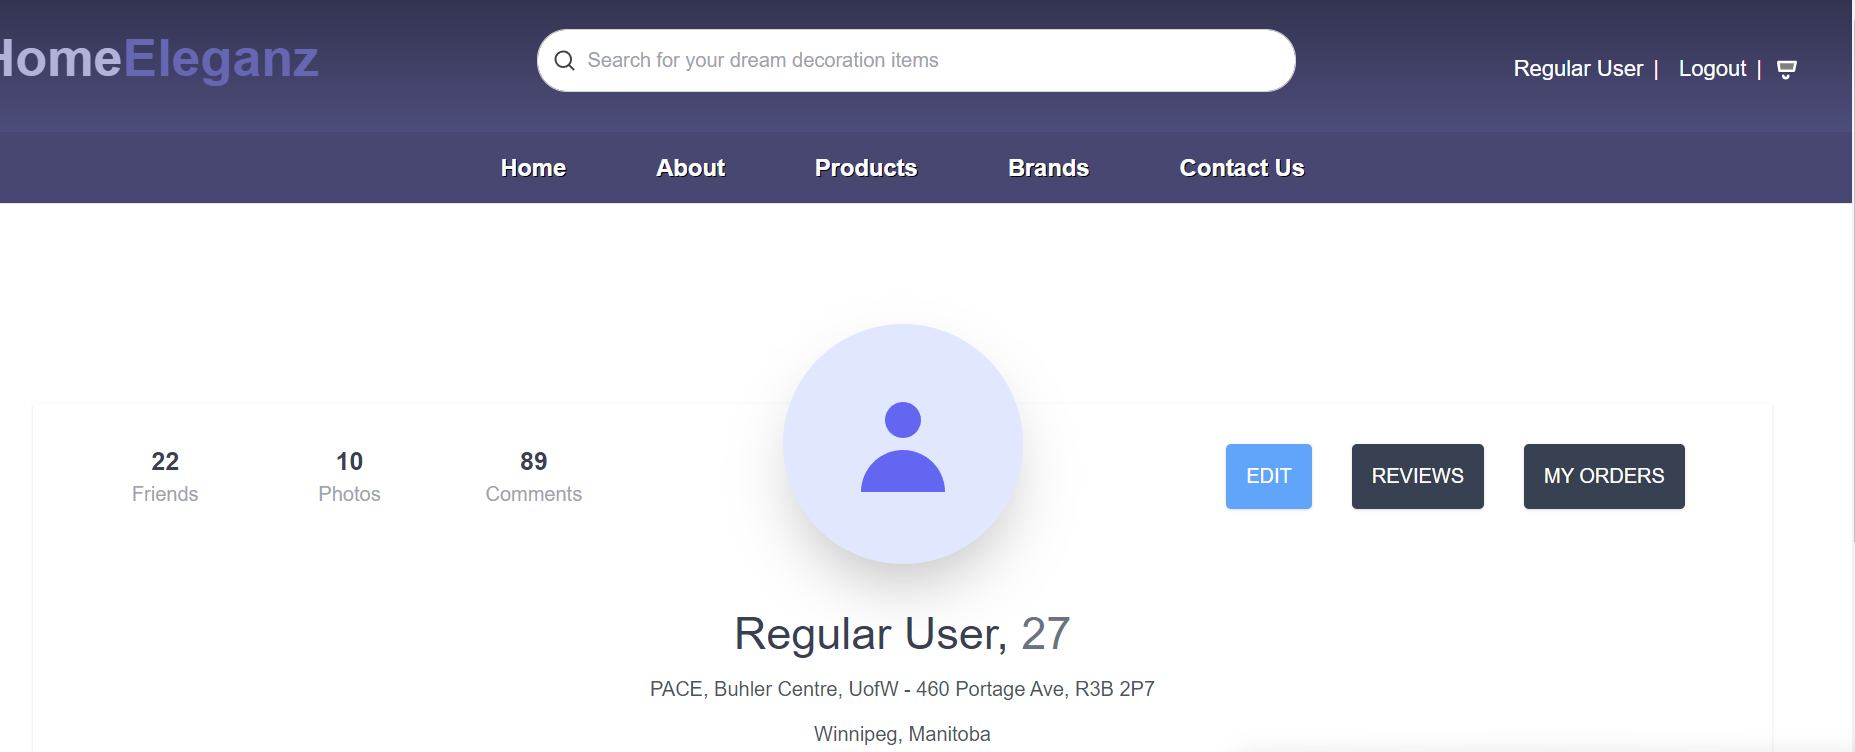 HomeEleganz
Search for your dream decoration items
Regular User | Logout |
Home About Products Brands Contact Us
22 10 89
Friends Photos Comments
EDIT REVIEWS MY ORDERS
Regular User, 27
PACE, Buhler Centre, UofW - 460 Portage Ave, R3B 2P7
Winnipeg, Manitoba